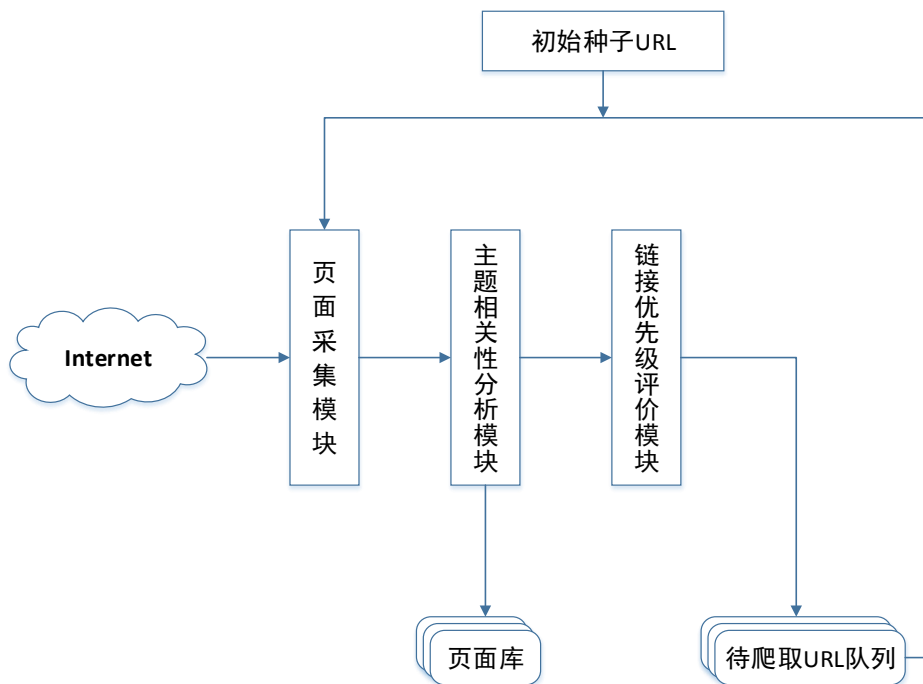 初始种子URL
页面采集模块
主题相关性分析模块
链接优先级评价模块
Internet
页面库
待爬取URL队列